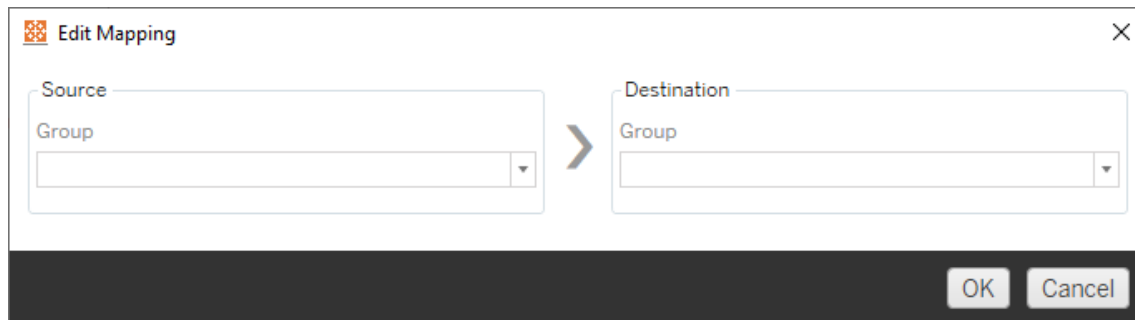 Edit Mapping
Source
Group
Destination
Group
OK
Cancel